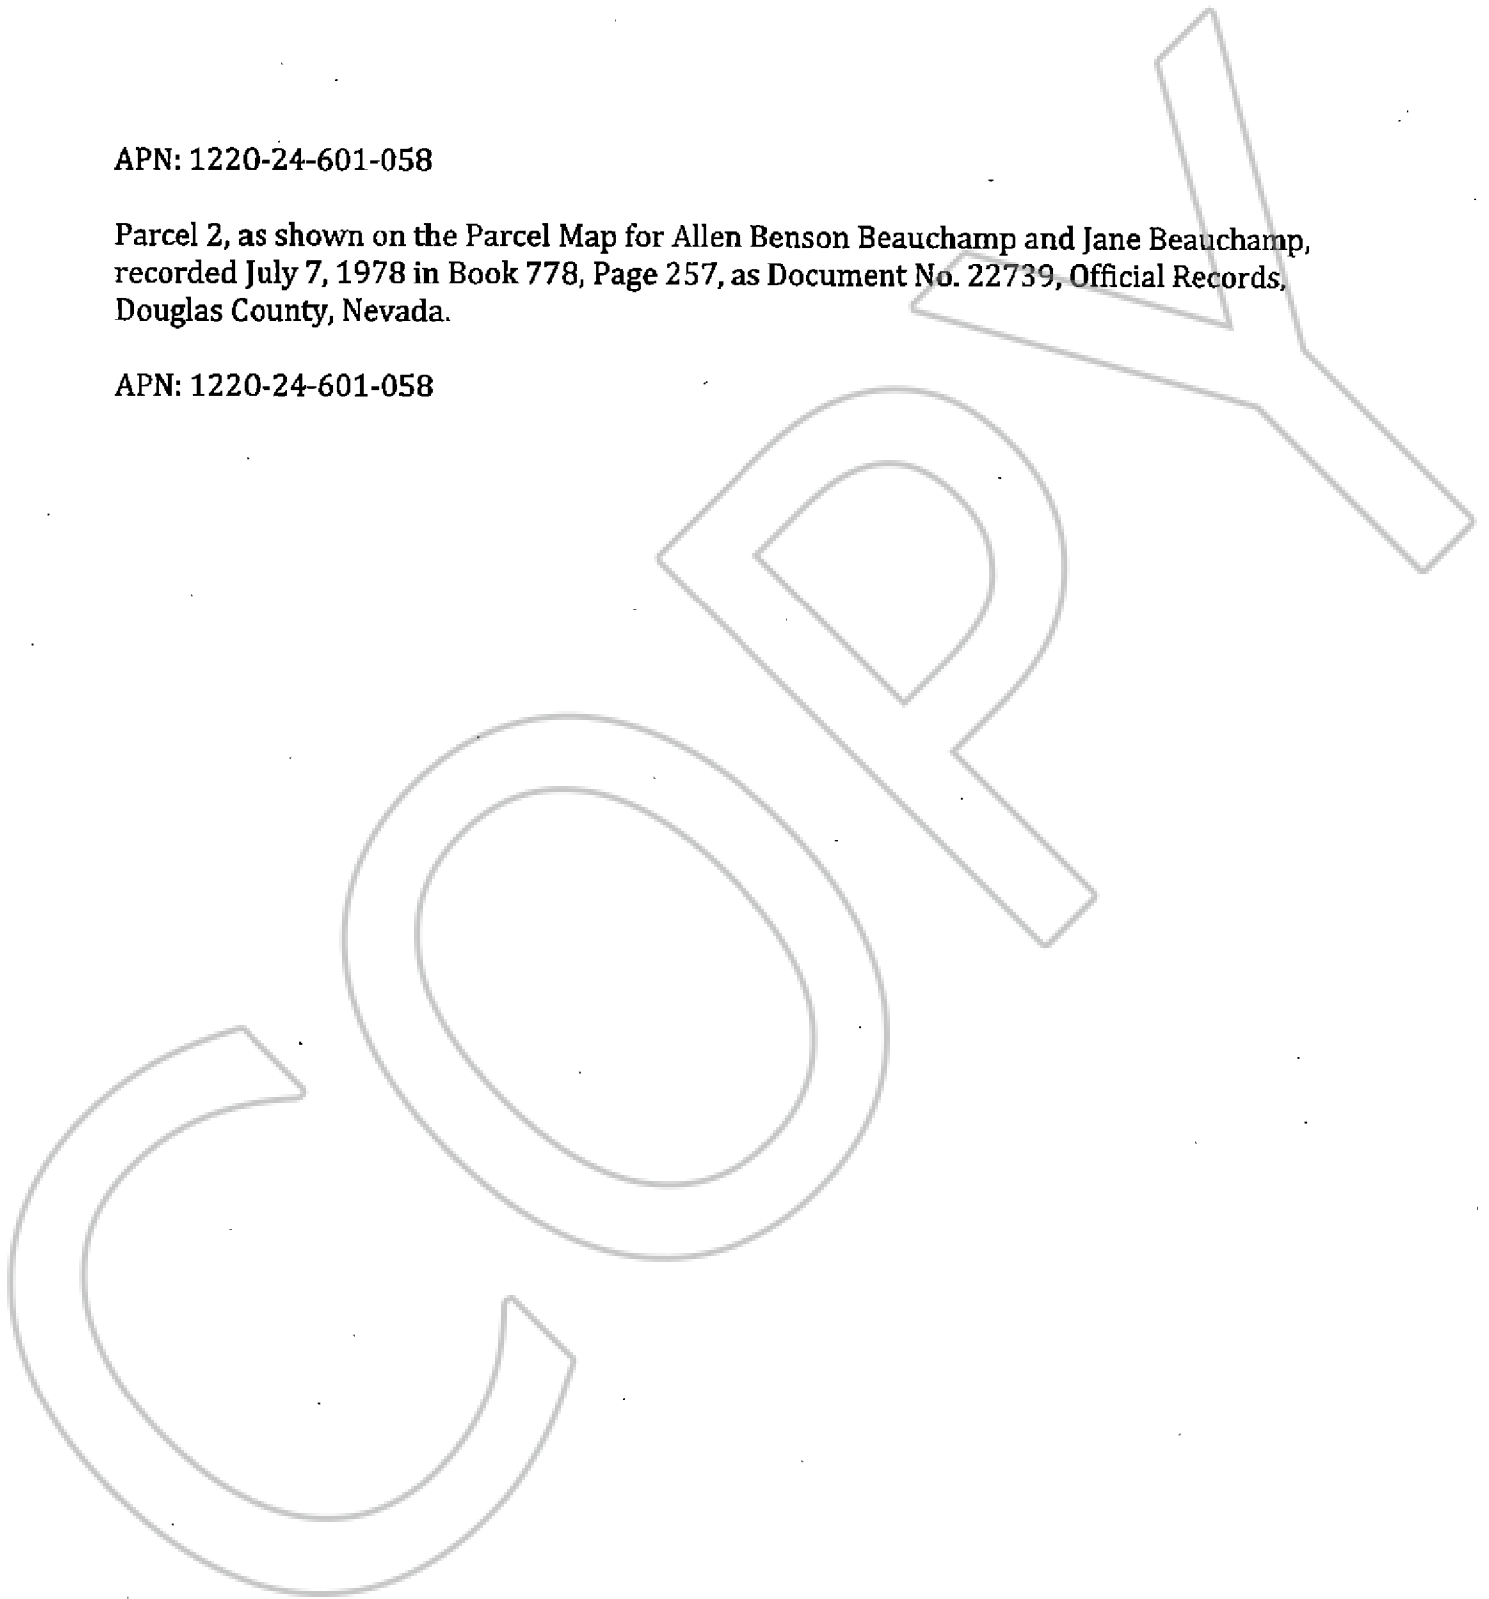 APN: 1220-24-601-058
Parcel 2, as shown on the Parcel Map for Allen Benson Beauchamp and Jane Beauchamp,
recorded July 7, 1978 in Book 778, Page 257, as Document No. 22739, Official Records,
Douglas County, Nevada.
APN: 1220-24-601-058
COPY